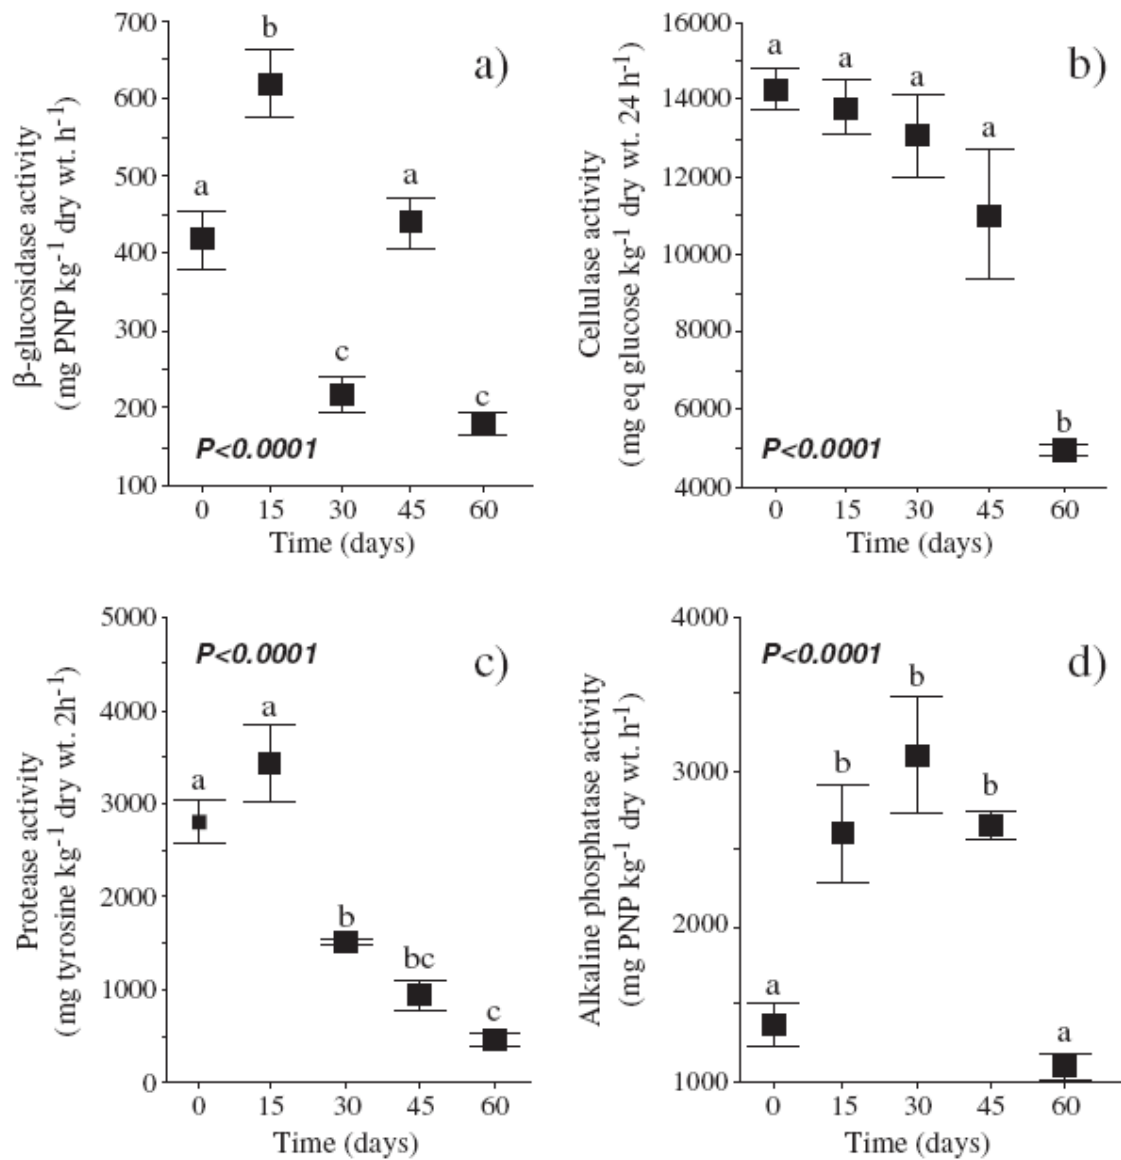 β-glucosidase activity
(mg PNP kg⁻¹ dry wt. h⁻¹)
700
600
500
400
300
200
100
a
b
c
a
c
a)
P<0.0001
0 15 30 45 60
Time (days)
Cellulase activity
(mg eq glucose kg⁻¹ dry wt. 24 h⁻¹)
16000
14000
12000
10000
8000
6000
4000
a
a
a
a
b
b)
P<0.0001
0 15 30 45 60
Time (days)
Protease activity
(mg tyrosine kg⁻¹ dry wt. 2h⁻¹)
5000
4000
3000
2000
1000
0
P<0.0001
c)
a
a
b
bc
c
0 15 30 45 60
Time (days)
Alkaline phosphatase activity
(mg PNP kg⁻¹ dry wt. h⁻¹)
4000
3000
2000
1000
P<0.0001
d)
a
b
b
b
a
0 15 30 45 60
Time (days)